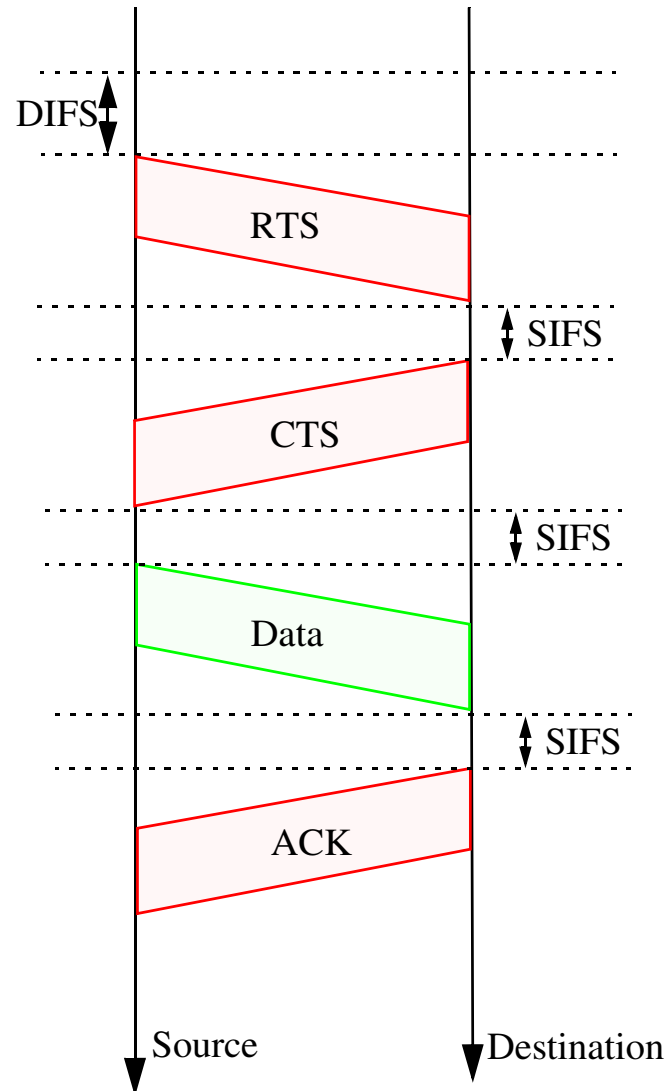 DIFS
RTS
SIFS
CTS
SIFS
Data
SIFS
ACK
Source
Destination